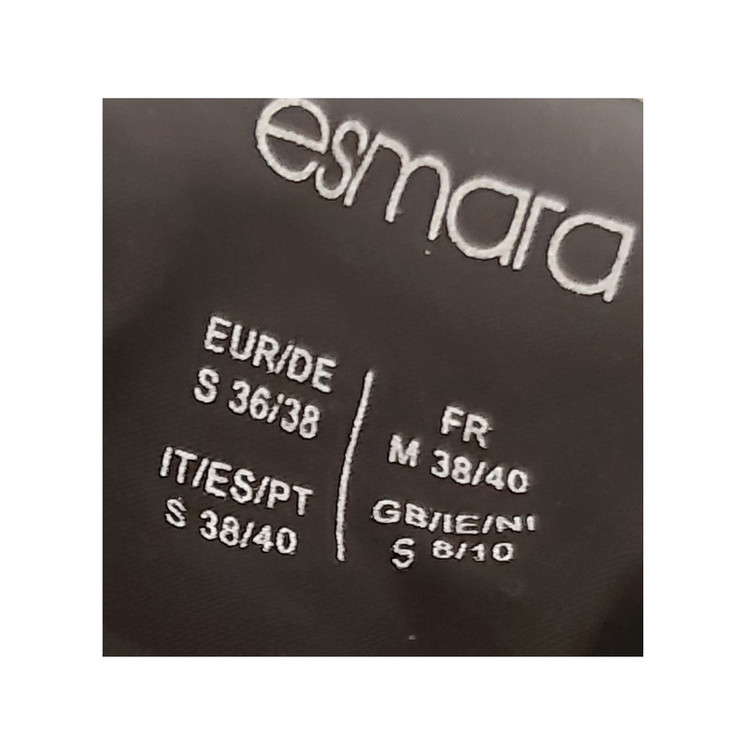 esmara
EUR/DE
S 36/38
IT/ES/PT
S 38/40
FR
M 38/40
GB/IE/NI
S 8/10